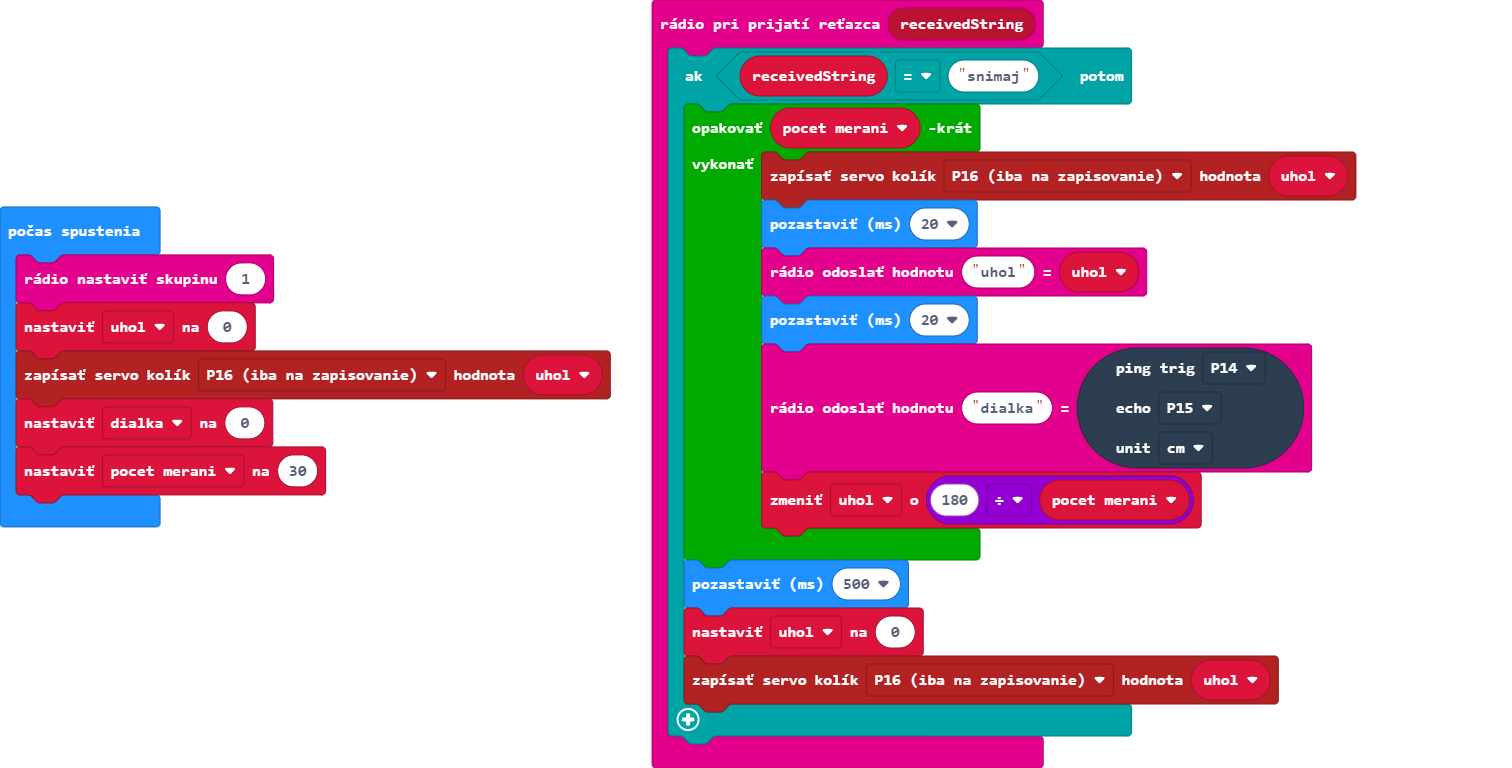 počas spustenia
rádio nastaviť skupinu 1
nastaviť uhol na 0
zapísať servo kolík P16 (iba na zapisovanie) hodnota uhol
nastaviť dialka na 0
nastaviť pocet merani na 30
rádio pri prijatí reťazca receivedString
ak receivedString = "snimaj" potom
opakovať pocet merani -krát
vykonať
zapísať servo kolík P16 (iba na zapisovanie) hodnota uhol
pozastaviť (ms) 20
rádio odoslať hodnotu "uhol" = uhol
pozastaviť (ms) 20
rádio odoslať hodnotu "dialka" =
ping trig P14
echo P15
unit cm
zmeniť uhol o 180 ÷ pocet merani
pozastaviť (ms) 500
nastaviť uhol na 0
zapísať servo kolík P16 (iba na zapisovanie) hodnota uhol